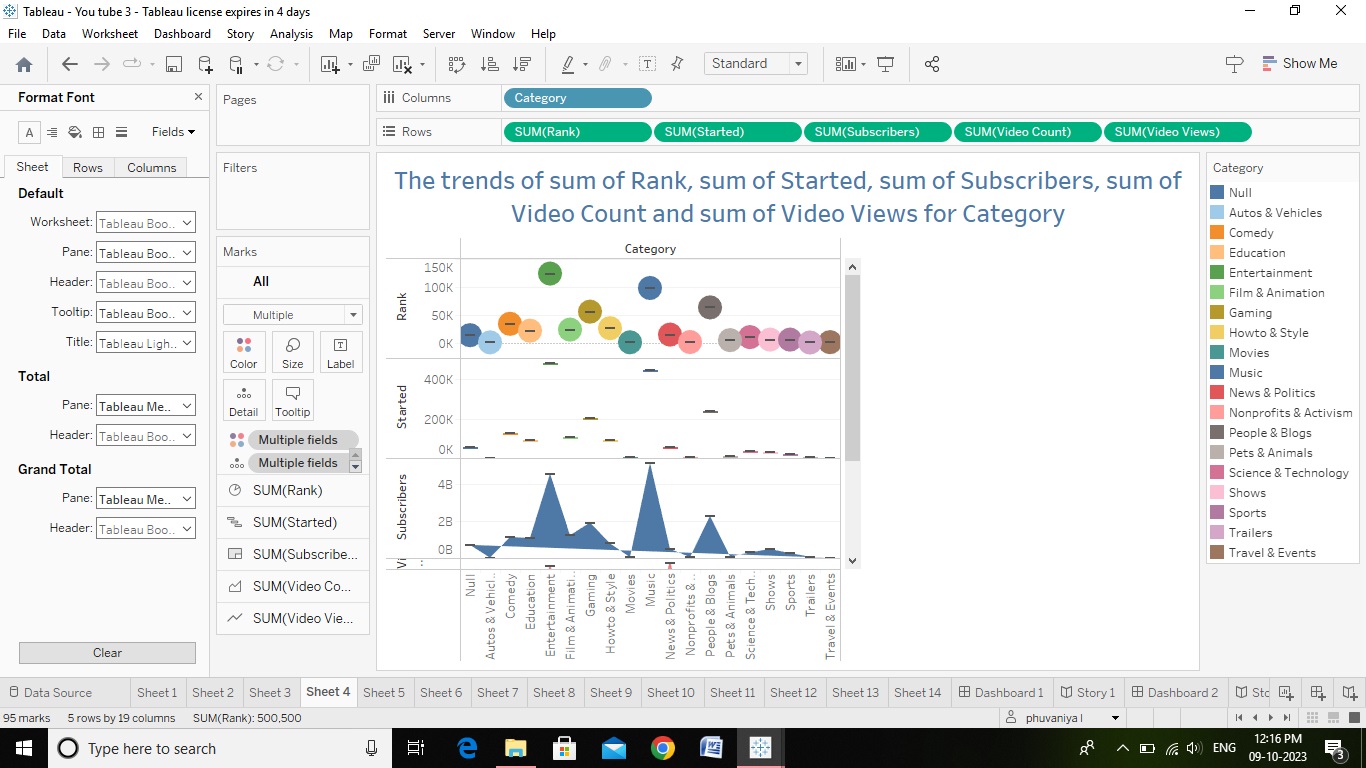 Tableau - You tube 3 - Tableau license expires in 4 days
File Data Worksheet Dashboard Story Analysis Map Format Server Window Help
Standard
Show Me
Format Font
Fields
Sheet Rows Columns
Default
Worksheet: Tableau Boo..
Pane: Tableau Boo..
Header: Tableau Boo..
Tooltip: Tableau Boo..
Title: Tableau Ligh..
Total
Pane: Tableau Me..
Header: Tableau Boo..
Grand Total
Pane: Tableau Me..
Header: Tableau Boo..
Clear
Pages
Filters
Marks
All
Multiple
Color Size Label
Detail Tooltip
Multiple fields
Multiple fields
SUM(Rank)
SUM(Started)
SUM(Subscribe...
SUM(Video Co...
SUM(Video Vie...
Columns Category
Rows SUM(Rank) SUM(Started) SUM(Subscribers) SUM(Video Count) SUM(Video Views)
The trends of sum of Rank, sum of Started, sum of Subscribers, sum of
Video Count and sum of Video Views for Category
Category
Rank
150K
100K
50K
0K
Started
400K
200K
0K
Subscribers
4B
2B
0B
Vi
Null
Autos & Vehicl..
Comedy
Education
Entertainment
Film & Animati..
Gaming
Howto & Style
Movies
Music
News & Politics
Nonprofits & ..
People & Blogs
Pets & Animals
Science & Tech..
Shows
Sports
Trailers
Travel & Events
Category
Null
Autos & Vehicles
Comedy
Education
Entertainment
Film & Animation
Gaming
Howto & Style
Movies
Music
News & Politics
Nonprofits & Activism
People & Blogs
Pets & Animals
Science & Technology
Shows
Sports
Trailers
Travel & Events
Data Source Sheet 1 Sheet 2 Sheet 3 Sheet 4 Sheet 5 Sheet 6 Sheet 7 Sheet 8 Sheet 9 Sheet 10 Sheet 11 Sheet 12 Sheet 13 Sheet 14 Dashboard 1 Story 1 Dashboard 2 Stc
95 marks 5 rows by 19 columns SUM(Rank): 500,500 phuvaniya l
Type here to search
ENG
12:16 PM
09-10-2023
3